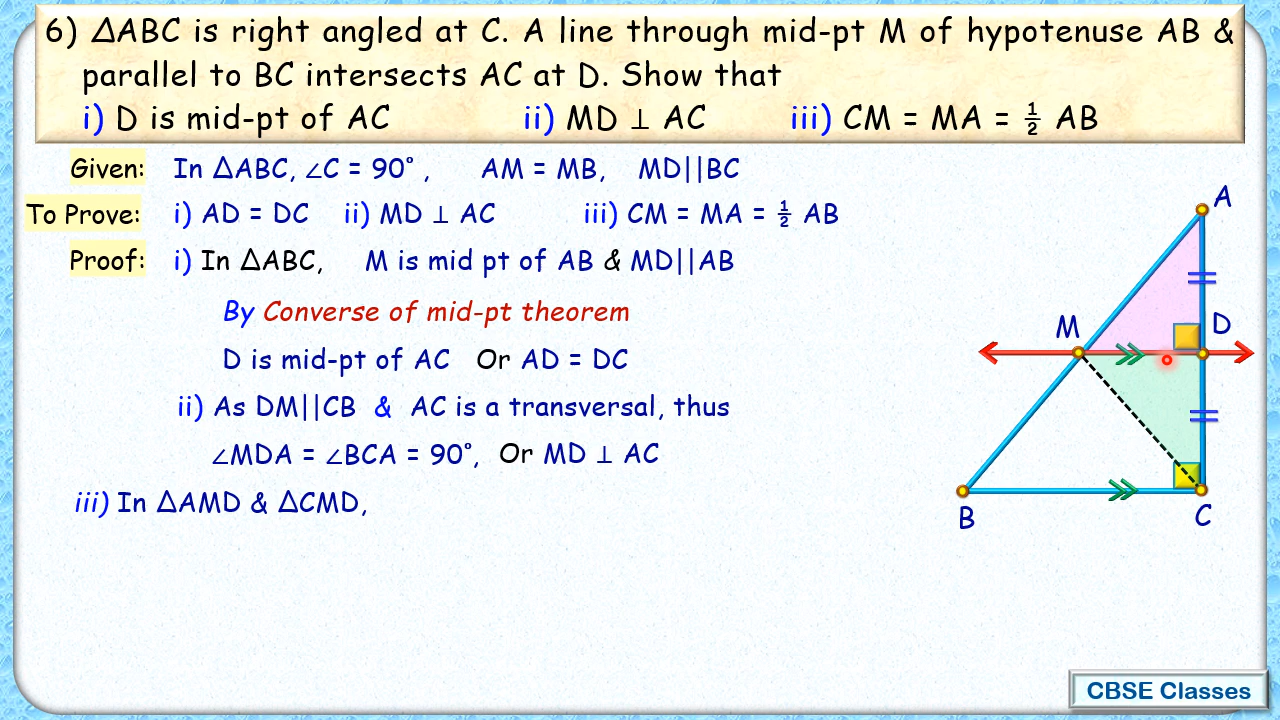 6) ΔABC is right angled at C. A line through mid-pt M of hypotenuse AB &
parallel to BC intersects AC at D. Show that
i) D is mid-pt of AC ii) MD ⊥ AC iii) CM = MA = ½ AB
Given: In ΔABC, ∠C = 90°, AM = MB, MD||BC
To Prove: i) AD = DC ii) MD ⊥ AC iii) CM = MA = ½ AB
Proof: i) In ΔABC, M is mid pt of AB & MD||AB
By Converse of mid-pt theorem
D is mid-pt of AC Or AD = DC
ii) As DM||CB & AC is a transversal, thus
∠MDA = ∠BCA = 90°, Or MD ⊥ AC
iii) In ΔAMD & ΔCMD,
A
M
D
B
C
CBSE Classes